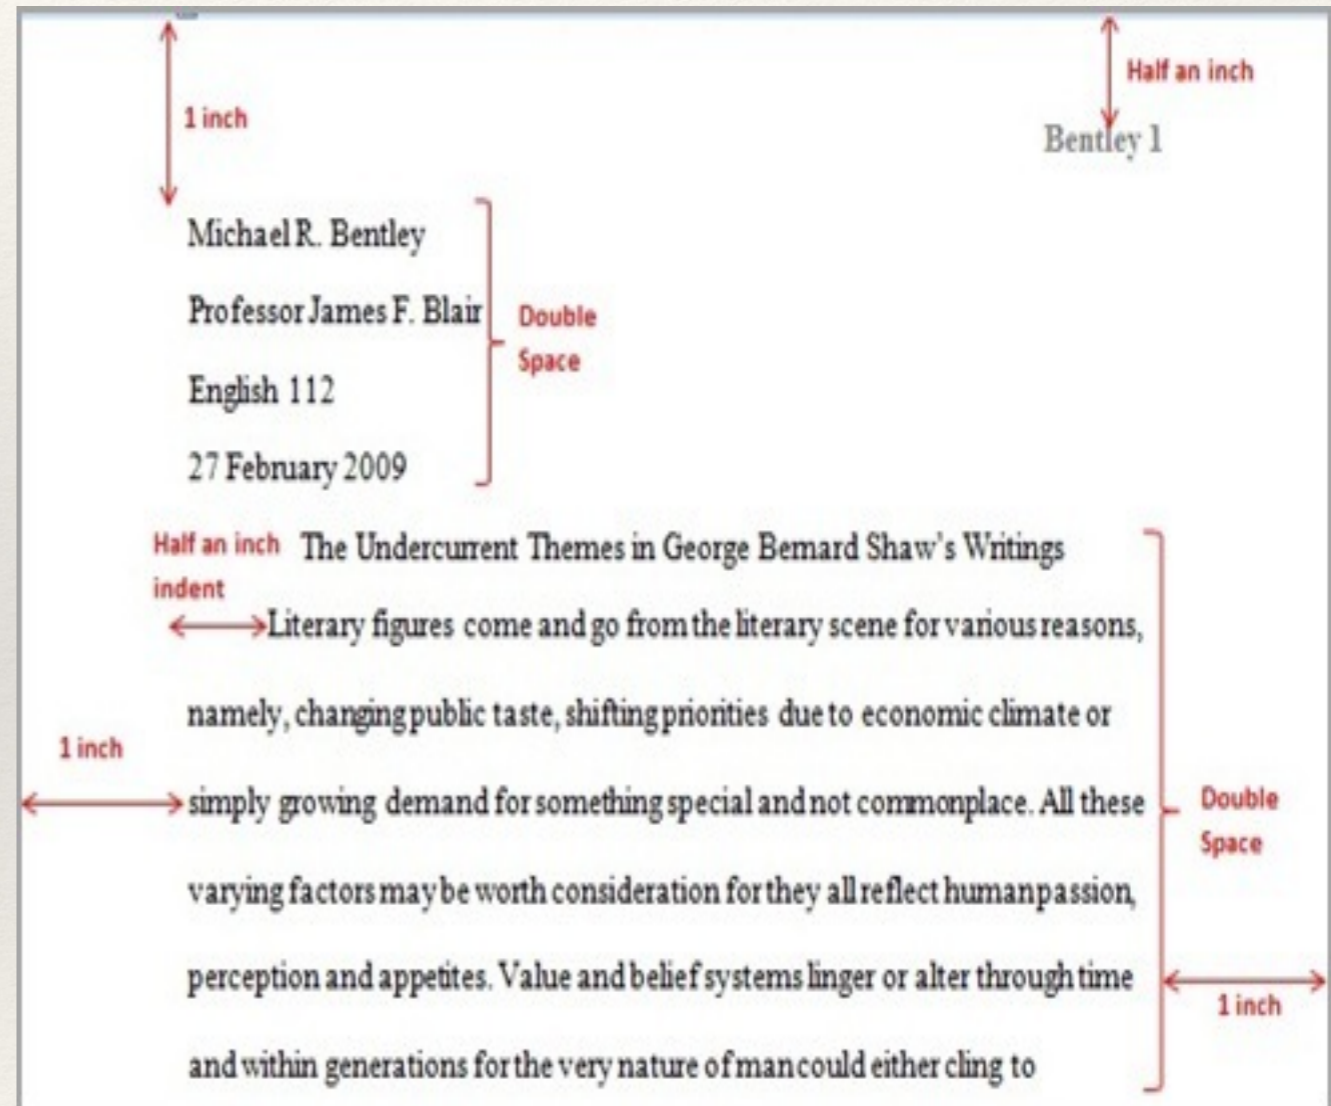 Half an inch
1 inch
Bentley 1
Michael R. Bentley
Professor James F. Blair
Double
Space
English 112
27 February 2009
Half an inch
indent
The Undercurrent Themes in George Bernard Shaw's Writings
Literary figures come and go from the literary scene for various reasons,
namely, changing public taste, shifting priorities due to economic climate or
1 inch
simply growing demand for something special and not commonplace. All these
Double
Space
varying factors may be worth consideration for they all reflect human passion,
perception and appetites. Value and belief systems linger or alter through time
1 inch
and within generations for the very nature of man could either cling to